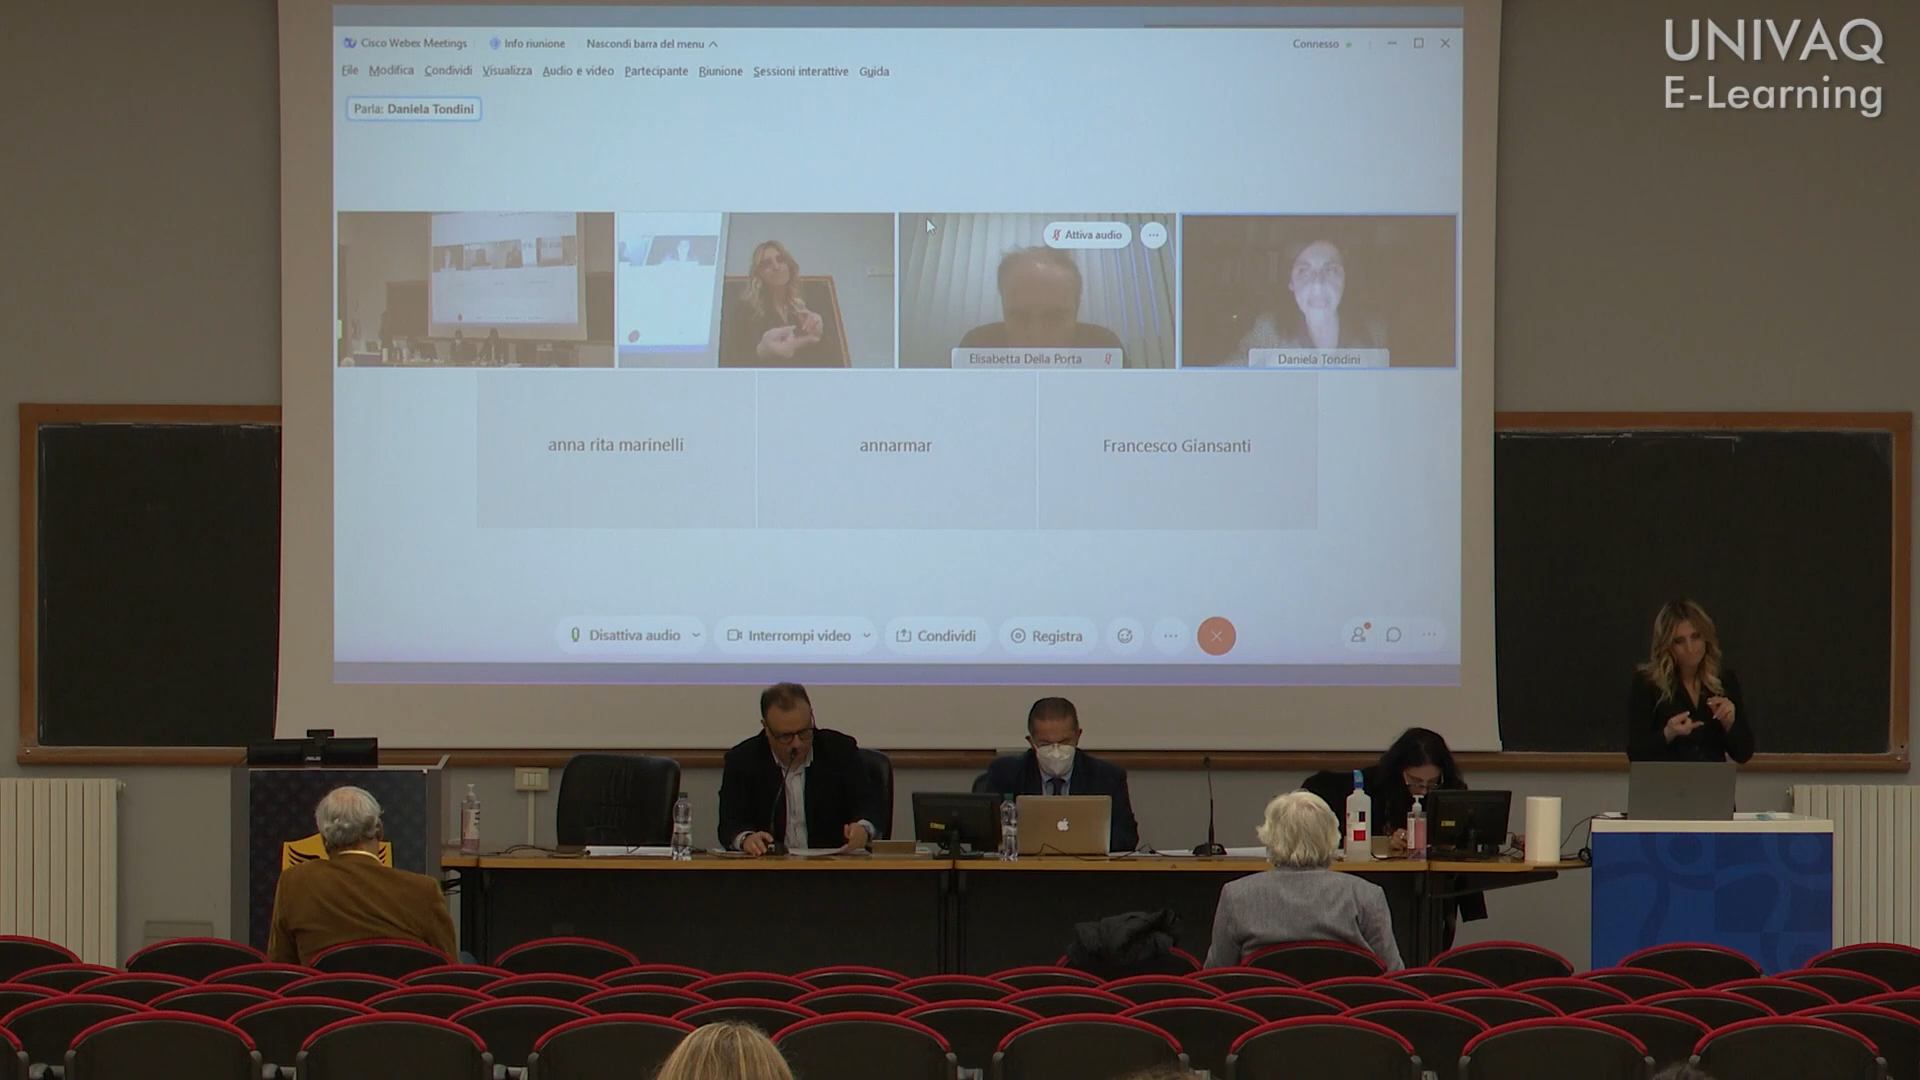 UNIVAQ
E-Learning
Cisco Webex Meetings
Info riunione
Nascondi barra del menu
Connesso
File Modifica Condividi Visualizza Audio e video Partecipante Riunione Sessioni interattive Guida
Parla: Daniela Tondini
Attiva audio
Elisabetta Della Porta
Daniela Tondini
anna rita marinelli
annarmar
Francesco Giansanti
Disattiva audio
Interrompi video
Condividi
Registra